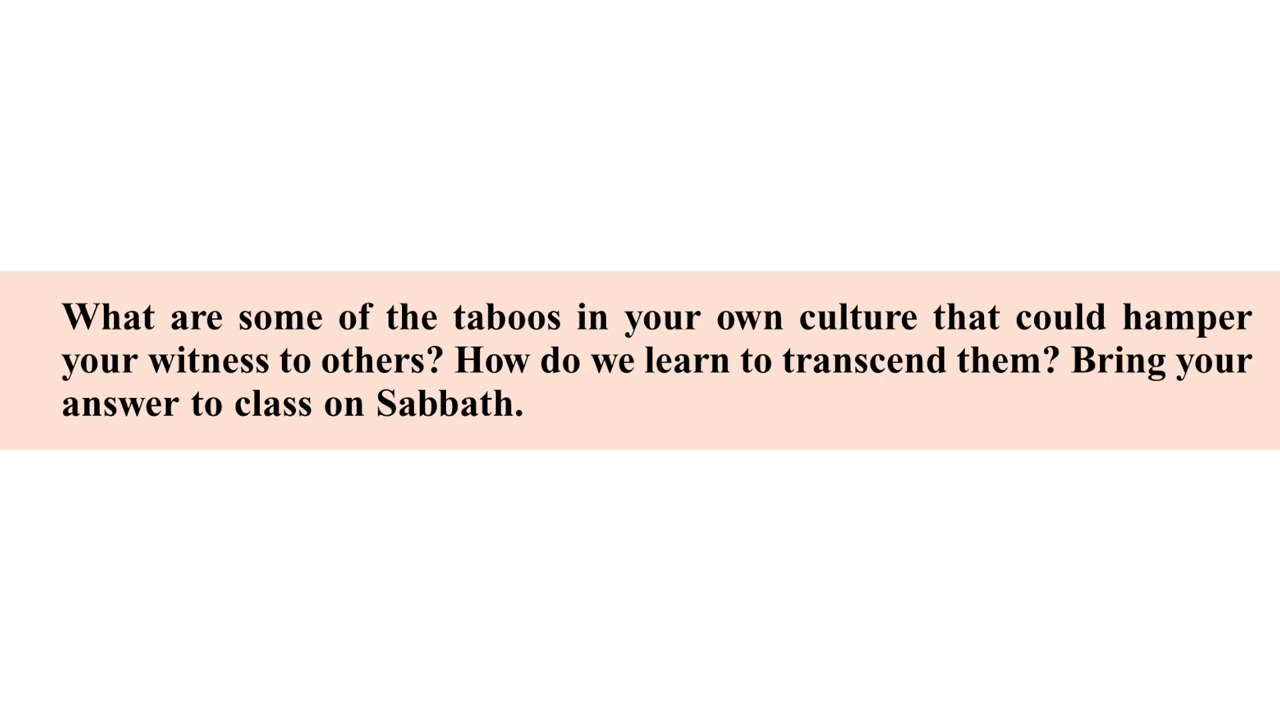 What are some of the taboos in your own culture that could hamper
your witness to others? How do we learn to transcend them? Bring your
answer to class on Sabbath.